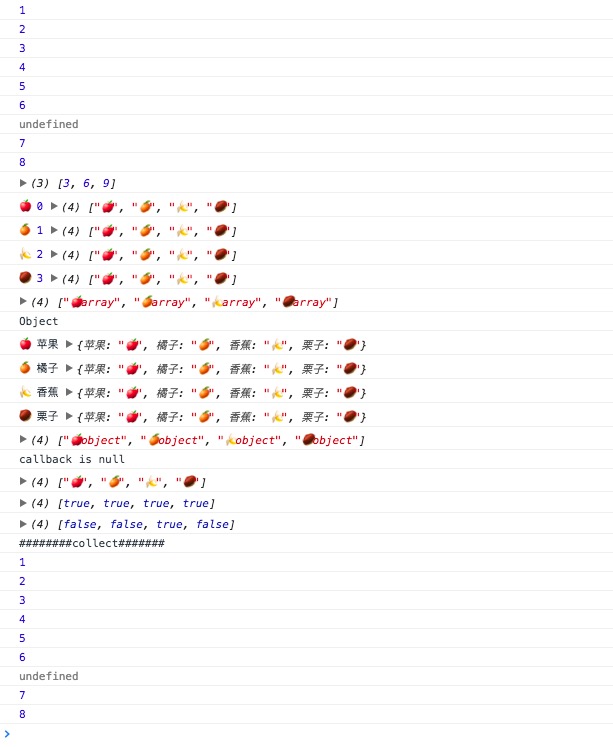 1
2
3
4
5
6
undefined
7
8
▶(3) [3, 6, 9]
🍎 0 ▶(4) ["🍎", "🍊", "🍌", "🌰"]
🍊 1 ▶(4) ["🍎", "🍊", "🍌", "🌰"]
🍌 2 ▶(4) ["🍎", "🍊", "🍌", "🌰"]
🌰 3 ▶(4) ["🍎", "🍊", "🍌", "🌰"]
▶(4) ["🍎array", "🍊array", "🍌array", "🌰array"]
Object
🍎 苹果 ▶{苹果: "🍎", 橘子: "🍊", 香蕉: "🍌", 栗子: "🌰"}
🍊 橘子 ▶{苹果: "🍎", 橘子: "🍊", 香蕉: "🍌", 栗子: "🌰"}
🍌 香蕉 ▶{苹果: "🍎", 橘子: "🍊", 香蕉: "🍌", 栗子: "🌰"}
🌰 栗子 ▶{苹果: "🍎", 橘子: "🍊", 香蕉: "🍌", 栗子: "🌰"}
▶(4) ["🍎object", "🍊object", "🍌object", "🌰object"]
callback is null
▶(4) ["🍎", "🍊", "🍌", "🌰"]
▶(4) [true, true, true, true]
▶(4) [false, false, true, false]
########collect#######
1
2
3
4
5
6
undefined
7
8
>